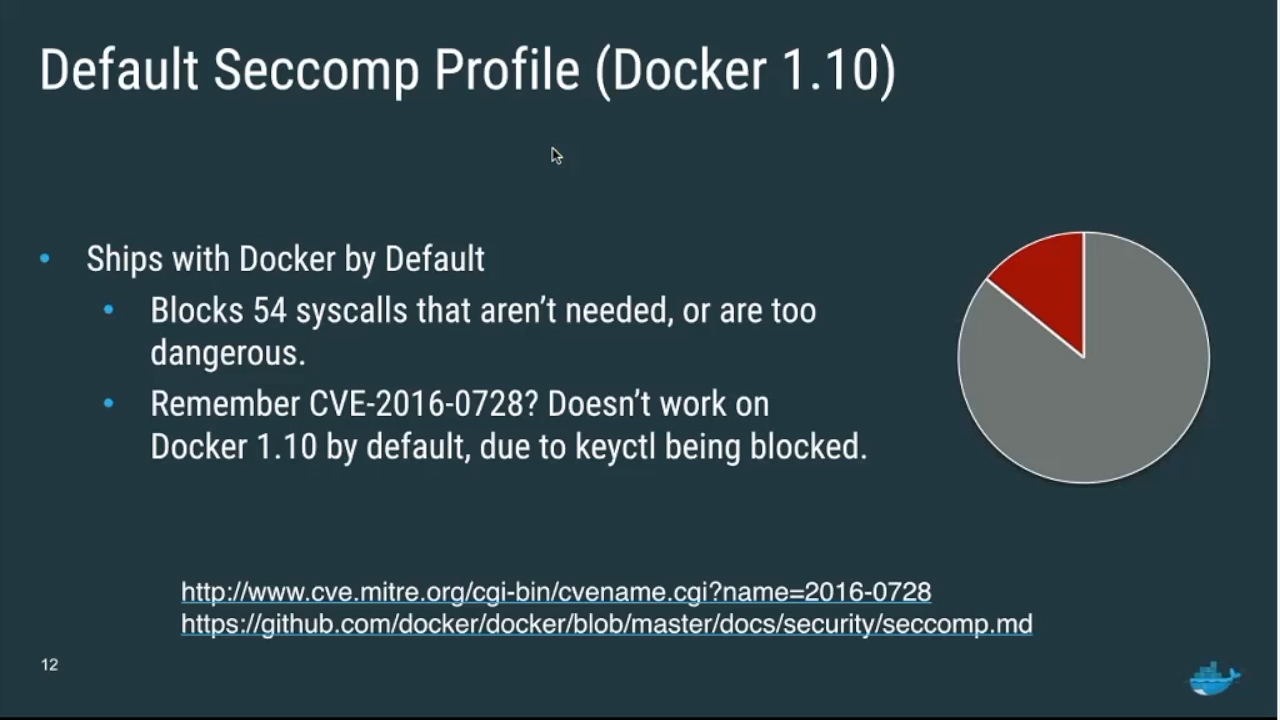 Default Seccomp Profile (Docker 1.10)
• Ships with Docker by Default
• Blocks 54 syscalls that aren’t needed, or are too
dangerous.
• Remember CVE-2016-0728? Doesn’t work on
Docker 1.10 by default, due to keyctl being blocked.
http://www.cve.mitre.org/cgi-bin/cvename.cgi?name=2016-0728
https://github.com/docker/docker/blob/master/docs/security/seccomp.md
12